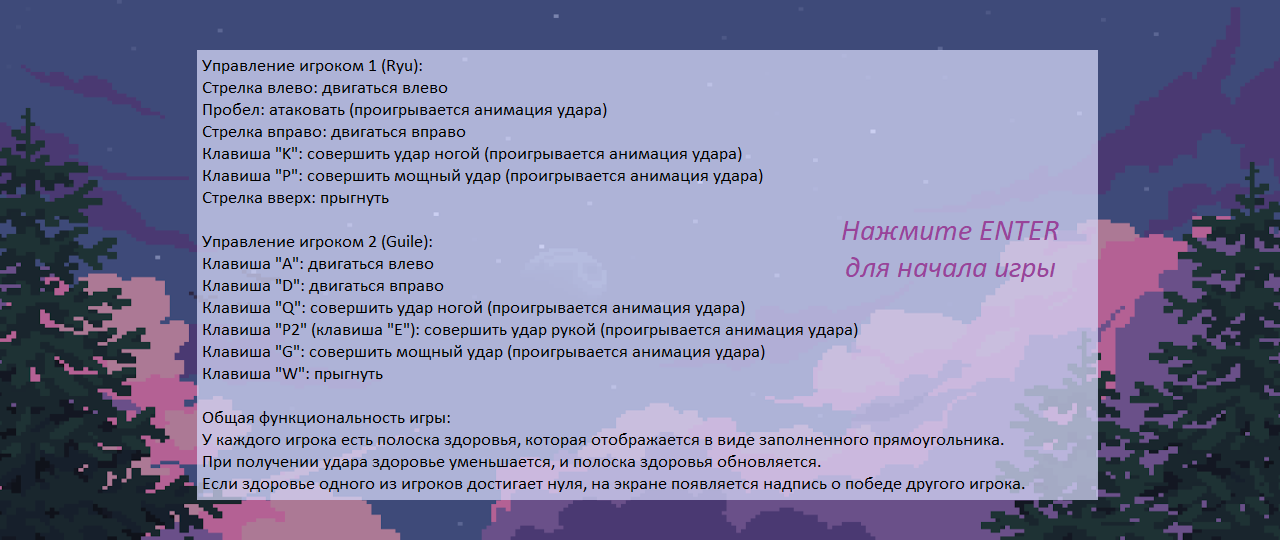 Управление игроком 1 (Ryu):
Стрелка влево: двигаться влево
Пробел: атаковать (проигрывается анимация удара)
Стрелка вправо: двигаться вправо
Клавиша "K": совершить удар ногой (проигрывается анимация удара)
Клавиша "P": совершить мощный удар (проигрывается анимация удара)
Стрелка вверх: прыгнуть
Управление игроком 2 (Guile):
Клавиша "A": двигаться влево
Клавиша "D": двигаться вправо
Клавиша "Q": совершить удар ногой (проигрывается анимация удара)
Клавиша "P2" (клавиша "E"): совершить удар рукой (проигрывается анимация удара)
Клавиша "G": совершить мощный удар (проигрывается анимация удара)
Клавиша "W": прыгнуть
Общая функциональность игры:
У каждого игрока есть полоска здоровья, которая отображается в виде заполненного прямоугольника.
При получении удара здоровье уменьшается, и полоска здоровья обновляется.
Если здоровье одного из игроков достигает нуля, на экране появляется надпись о победе другого игрока.
Нажмите ENTER
для начала игры